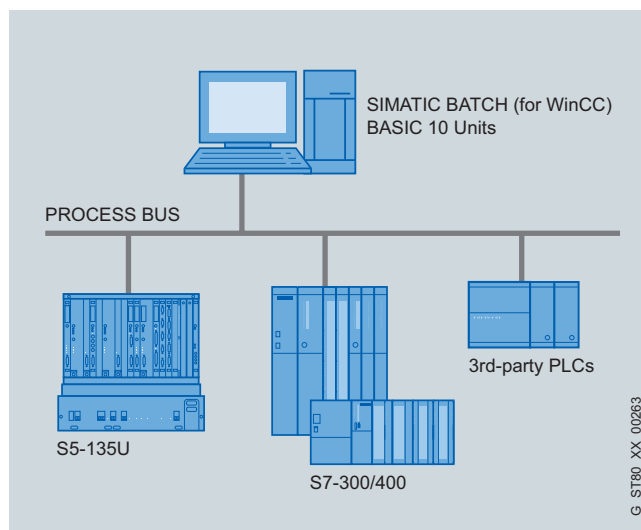 SIMATIC BATCH (for WinCC)
BASIC 10 Units
PROCESS BUS
S5-135U
S7-300/400
3rd-party PLCs
G_ST80_XX_00263